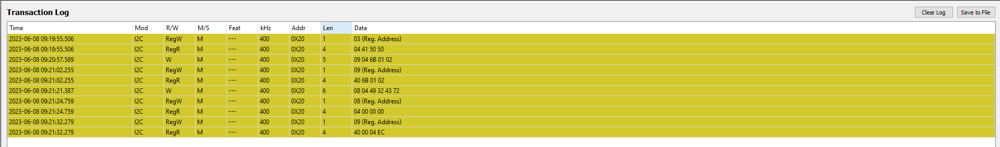 Transaction Log Clear Log Save to File
Time Mod R/W M/S Feat kHz Addr Len Data
2023-06-08 09:19:55.506 I2C RegW M --- 400 0X20 1 03 (Reg. Address)
2023-06-08 09:19:55.506 I2C RegR M --- 400 0X20 4 04 41 50 50
2023-06-08 09:20:57.589 I2C W M --- 400 0X20 5 09 04 6B 01 02
2023-06-08 09:21:02.255 I2C RegW M --- 400 0X20 1 09 (Reg. Address)
2023-06-08 09:21:02.255 I2C RegR M --- 400 0X20 4 40 6B 01 02
2023-06-08 09:21:21.387 I2C W M --- 400 0X20 6 08 04 49 32 43 72
2023-06-08 09:21:24.759 I2C RegW M --- 400 0X20 1 08 (Reg. Address)
2023-06-08 09:21:24.759 I2C RegR M --- 400 0X20 4 04 00 00 00
2023-06-08 09:21:32.279 I2C RegW M --- 400 0X20 1 09 (Reg. Address)
2023-06-08 09:21:32.279 I2C RegR M --- 400 0X20 4 40 00 04 EC